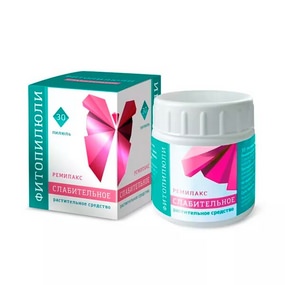 ФИТОПИЛЮЛИ
30
ПИЛЮЛЬ
РЕМИЛАКС
СЛАБИТЕЛЬНОЕ
растительное средство
РЕМИЛАКС
СЛАБИТЕЛЬНОЕ
растительное средство